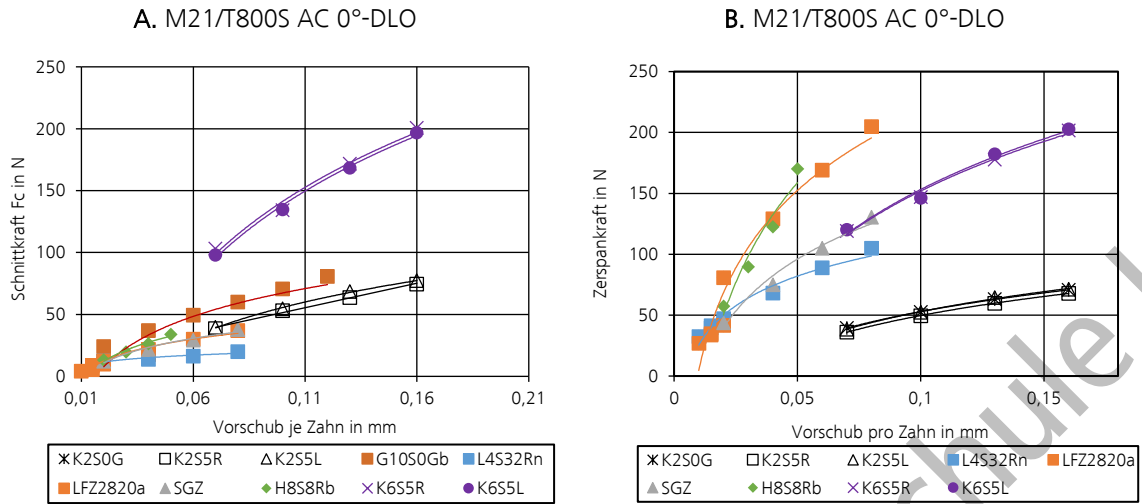 A. M21/T800S AC 0°-DLO
250
200
150
100
50
0
0,01 0,06 0,11 0,16 0,21
Schnittkraft Fc in N
Vorschub je Zahn in mm
K2S0G K2S5R K2S5L G10S0Gb L4S32Rn
LFZ2820a SGZ H8S8Rb K6S5R K6S5L
B. M21/T800S AC 0°-DLO
250
200
150
100
50
0
0 0,05 0,1 0,15
Zerspankraft in N
Vorschub pro Zahn in mm
K2S0G K2S5R K2S5L L4S32Rn LFZ2820a
SGZ H8S8Rb K6S5R K6S5L
chule